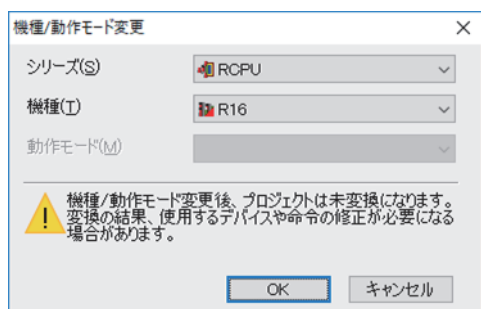 機種/動作モード変更
シリーズ(S)
RCPU
機種(T)
R16
動作モード(M)
機種/動作モード変更後、プロジェクトは未変換になります。
変換の結果、使用するデバイスや命令の修正が必要になる
場合があります。
OK
キャンセル